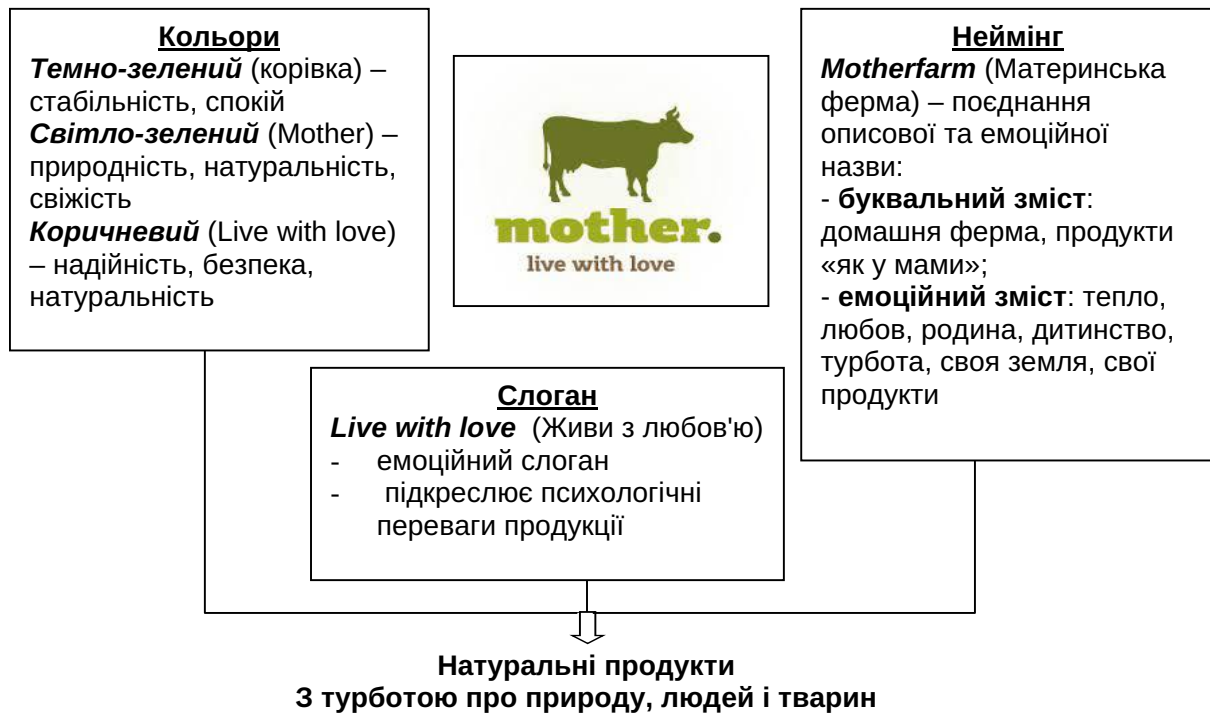 Кольори
Темно-зелений (корівка) –
стабільність, спокій
Світло-зелений (Mother) –
природність, натуральність,
свіжість
Коричневий (Live with love)
– надійність, безпека,
натуральність
mother.
live with love
Неймінг
Motherfarm (Материнська
ферма) – поєднання
описової та емоційної
назви:
- буквальний зміст:
домашня ферма, продукти
«як у мами»;
- емоційний зміст: тепло,
любов, родина, дитинство,
турбота, своя земля, свої
продукти
Слоган
Live with love (Живи з любов'ю)
- емоційний слоган
- підкреслює психологічні
переваги продукції
Натуральні продукти
З турботою про природу, людей і тварин